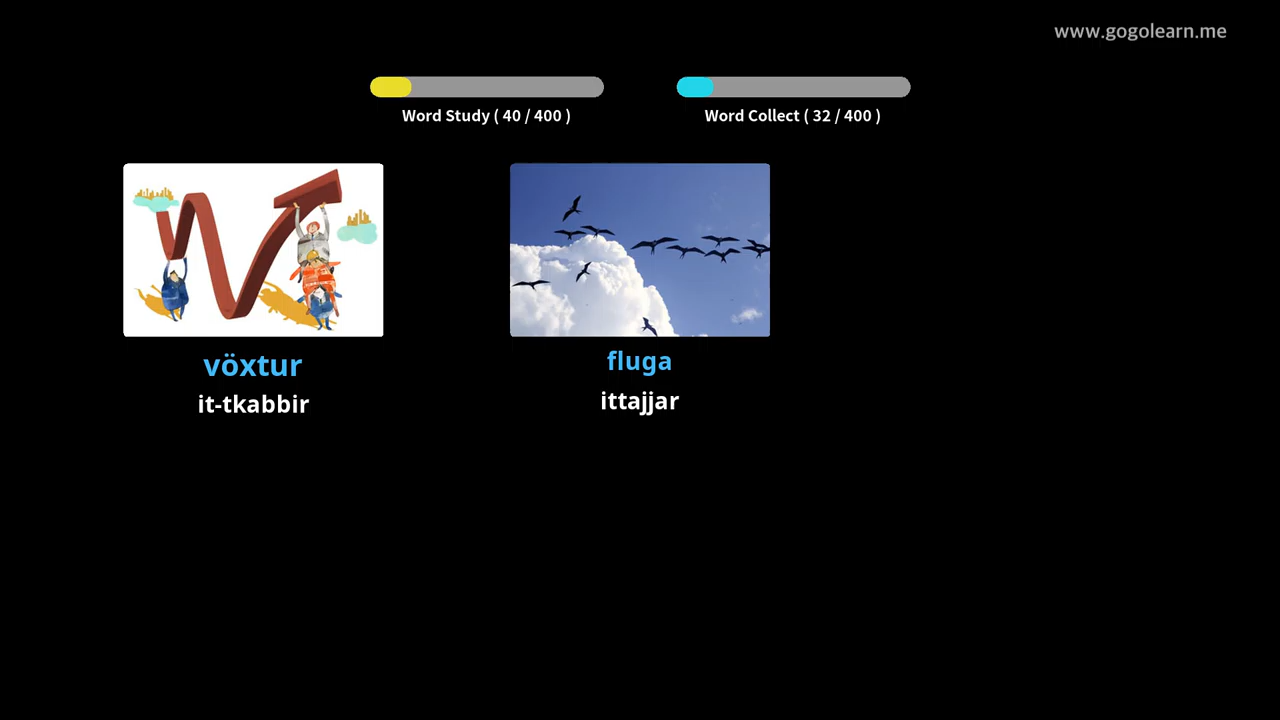 www.gogolearn.me
Word Study ( 40 / 400 )
Word Collect ( 32 / 400 )
vöxtur
it-tkabbir
fluga
ittajjar